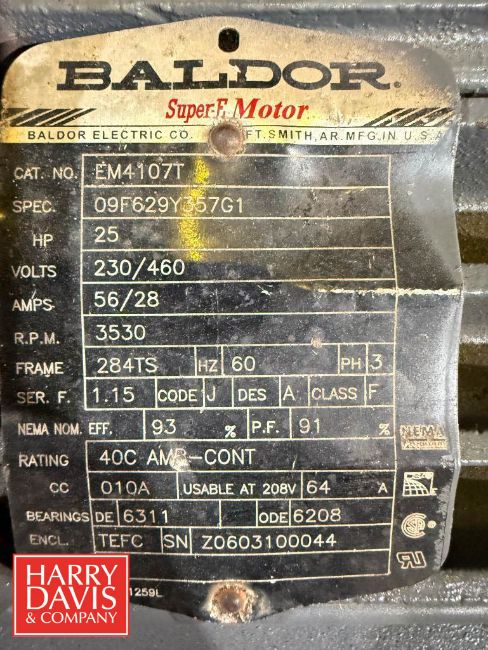 BALDOR.
Super-E Motor
BALDOR ELECTRIC CO. FT.SMITH,AR.MFG.IN U.S.A
CAT. NO. EM4107T
SPEC. 09F629Y357G1
HP 25
VOLTS 230/460
AMPS 56/28
R.P.M. 3530
FRAME 284TS HZ 60 PH 3
SER. F. 1.15 CODE J DES A CLASS F
NEMA NOM. EFF. 93 % P.F. 91 %
NEMA
RATING 40C AMB-CONT
CC 010A USABLE AT 208V 64 A
BEARINGS DE 6311 ODE 6208
ENCL. TEFC SN Z0603100044
1259L
HARRY
DAVIS
& COMPANY